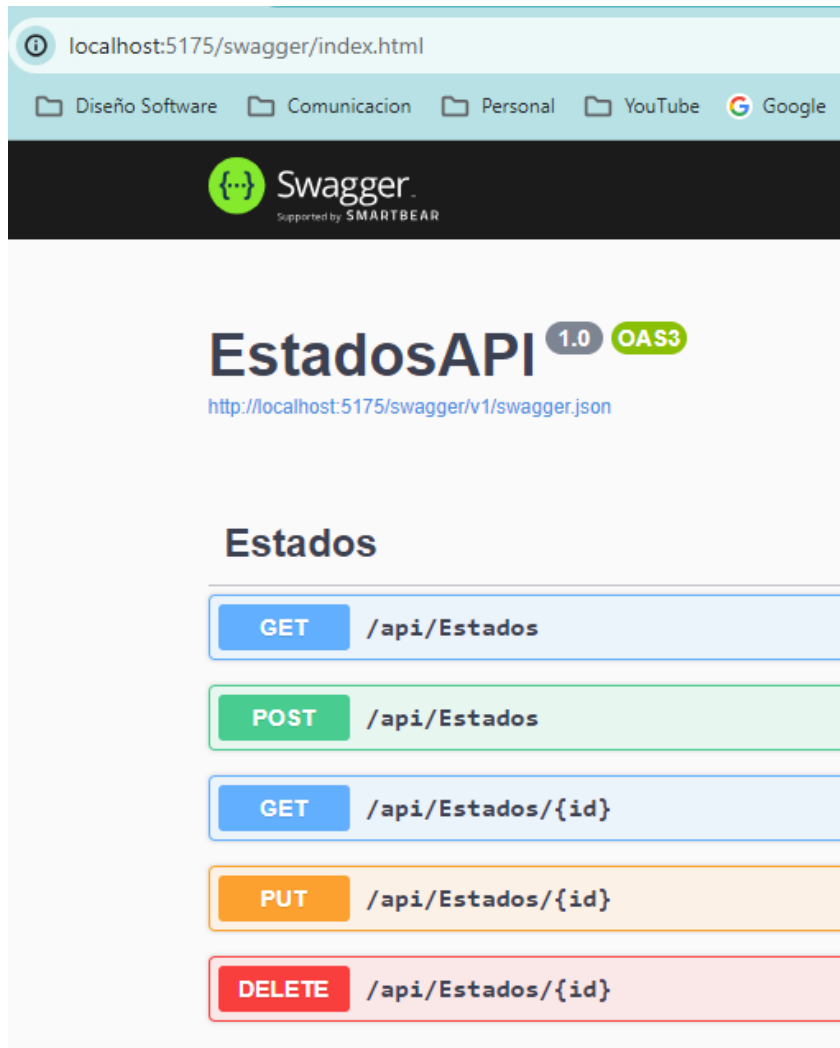 localhost:5175/swagger/index.html
Diseño Software Comunicacion Personal YouTube Google
{···} Swagger.
Supported by SMARTBEAR
EstadosAPI 1.0 OAS3
http://localhost:5175/swagger/v1/swagger.json
Estados
GET /api/Estados
POST /api/Estados
GET /api/Estados/{id}
PUT /api/Estados/{id}
DELETE /api/Estados/{id}